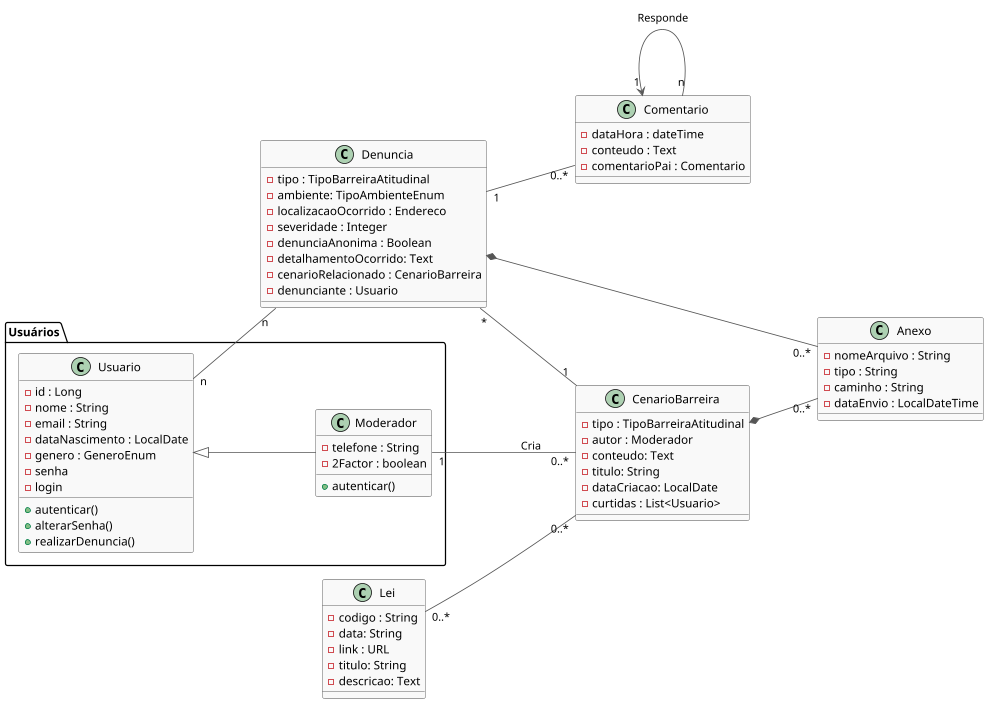 Responde
1
n
C Comentario
dataHora : dateTime
conteudo : Text
comentarioPai : Comentario
C Denuncia
tipo : TipoBarreiraAtitudinal
ambiente: TipoAmbienteEnum
localizacaoOcorrido : Endereco
severidade : Integer
denunciaAnonima : Boolean
detalhamentoOcorrido: Text
cenarioRelacionado : CenarioBarreira
denunciante : Usuario
1
0..*
n
n
*
1
0..*
Usuários
C Usuario
id : Long
nome : String
email : String
dataNascimento : LocalDate
genero : GeneroEnum
senha
login
autenticar()
alterarSenha()
realizarDenuncia()
C Moderador
telefone : String
2Factor : boolean
autenticar()
1
Cria
0..*
C CenarioBarreira
tipo : TipoBarreiraAtitudinal
autor : Moderador
conteudo: Text
titulo: String
dataCriacao: LocalDate
curtidas : List<Usuario>
0..*
C Anexo
nomeArquivo : String
tipo : String
caminho : String
dataEnvio : LocalDateTime
0..*
0..*
C Lei
codigo : String
data: String
link : URL
titulo: String
descricao: Text